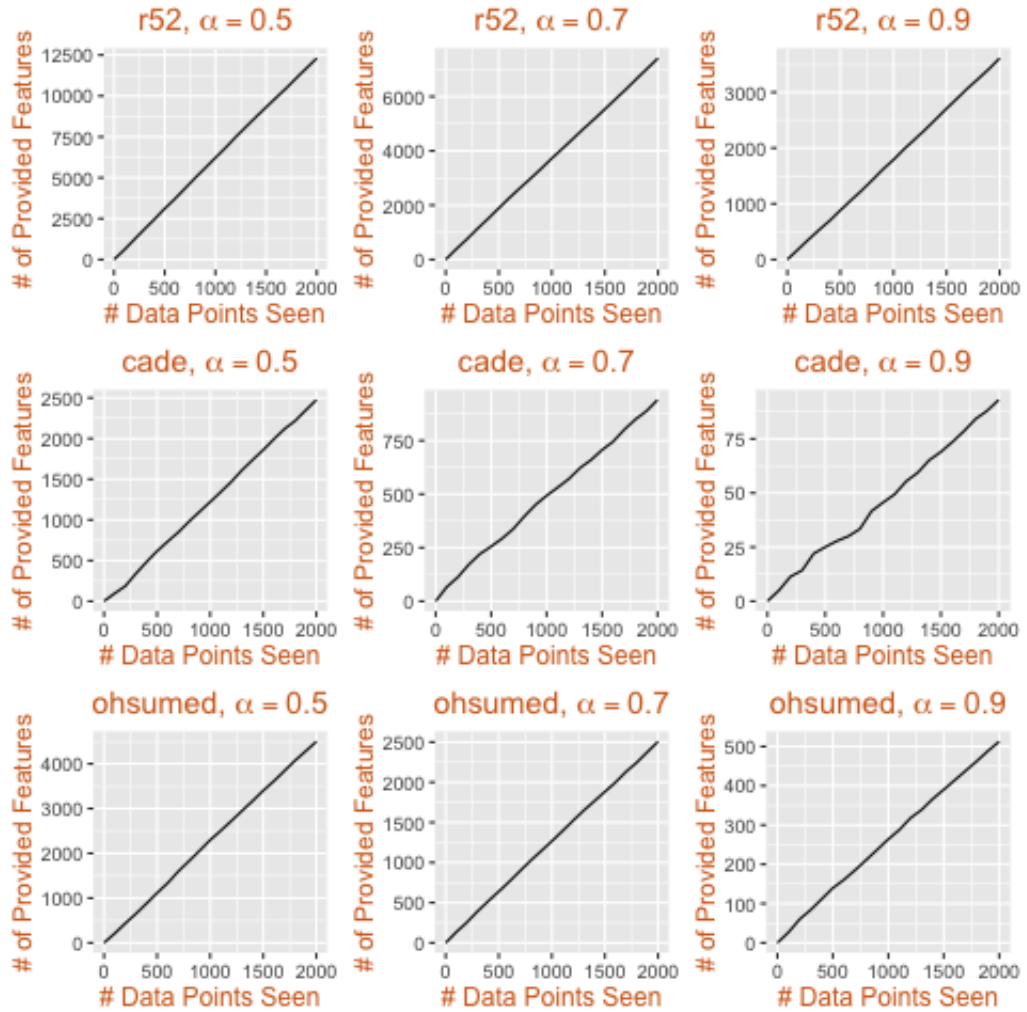 r52, α = 0.5
# of Provided Features
12500
10000
7500
5000
2500
0
0 500 1000 1500 2000
# Data Points Seen
r52, α = 0.7
# of Provided Features
6000
4000
2000
0
0 500 1000 1500 2000
# Data Points Seen
r52, α = 0.9
# of Provided Features
3000
2000
1000
0
0 500 1000 1500 2000
# Data Points Seen
cade, α = 0.5
# of Provided Features
2500
2000
1500
1000
500
0
0 500 1000 1500 2000
# Data Points Seen
cade, α = 0.7
# of Provided Features
750
500
250
0
0 500 1000 1500 2000
# Data Points Seen
cade, α = 0.9
# of Provided Features
75
50
25
0
0 500 1000 1500 2000
# Data Points Seen
ohsumed, α = 0.5
# of Provided Features
4000
3000
2000
1000
0
0 500 1000 1500 2000
# Data Points Seen
ohsumed, α = 0.7
# of Provided Features
2500
2000
1500
1000
500
0
0 500 1000 1500 2000
# Data Points Seen
ohsumed, α = 0.9
# of Provided Features
500
400
300
200
100
0
0 500 1000 1500 2000
# Data Points Seen